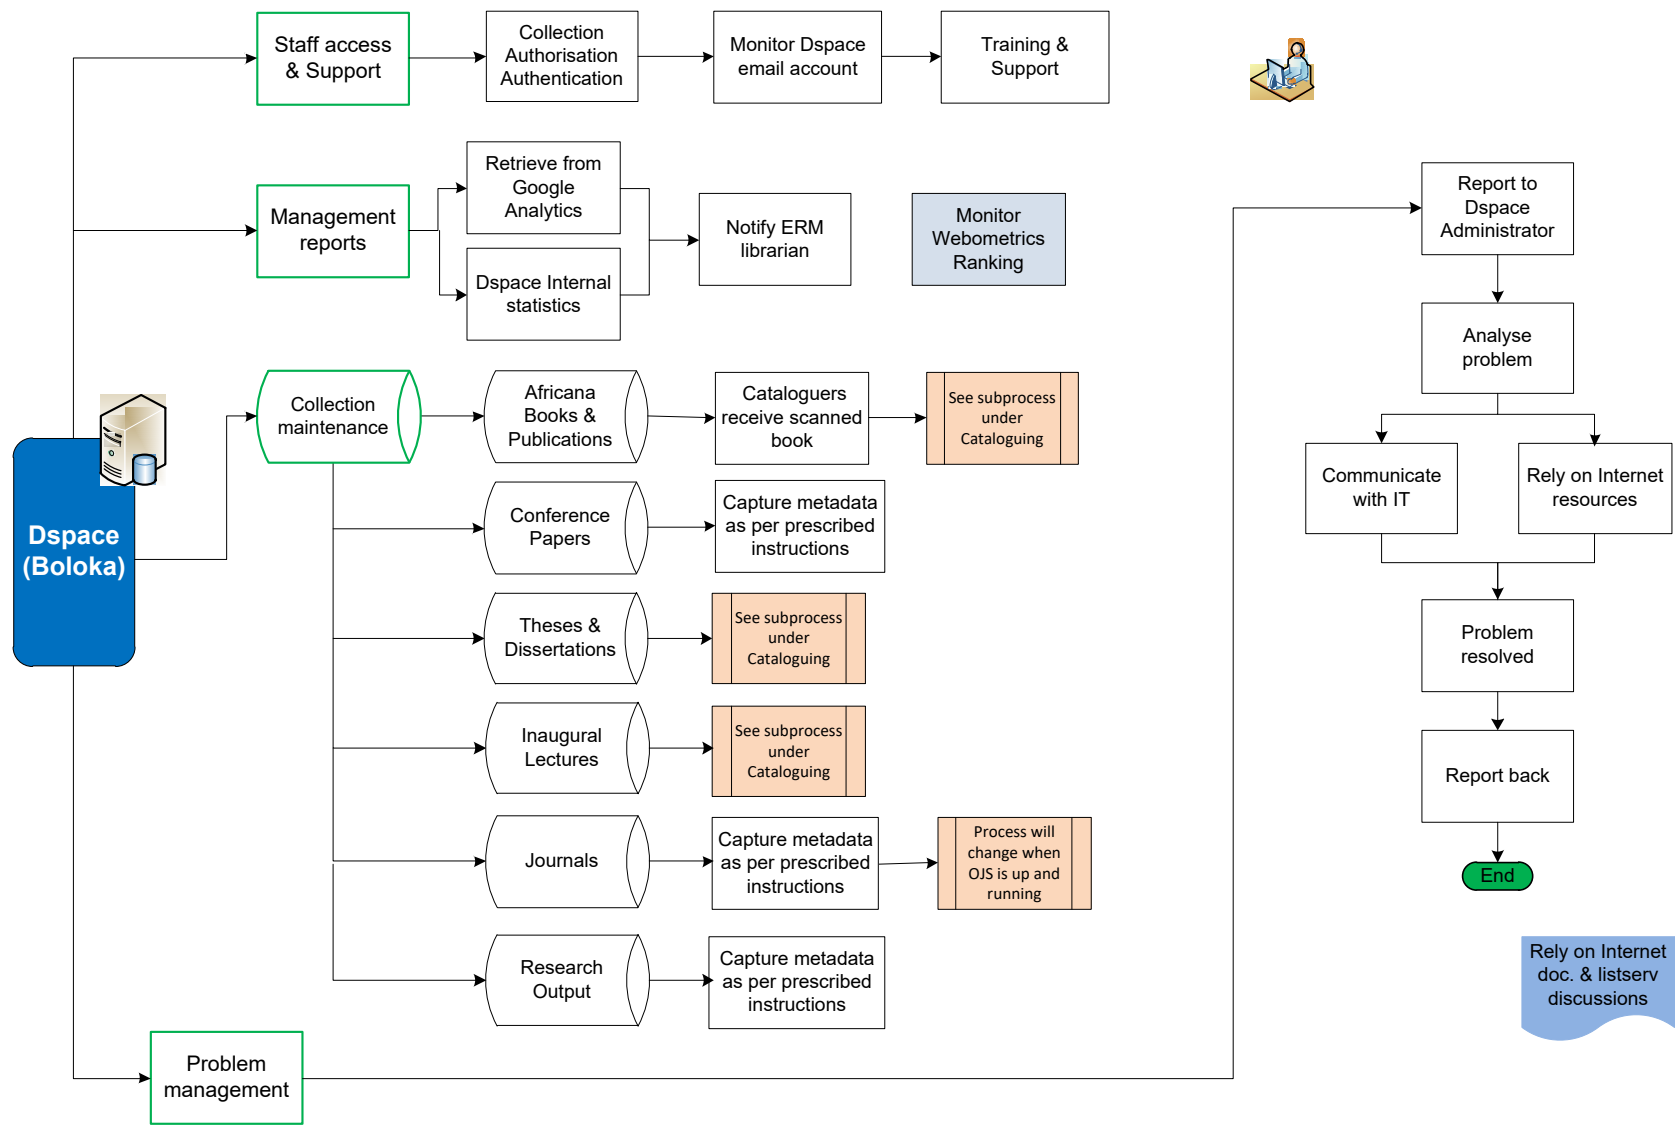 Staff access
& Support
Collection
Authorisation
Authentication
Monitor Dspace
email account
Training &
Support
Management
reports
Retrieve from
Google
Analytics
Dspace Internal
statistics
Notify ERM
librarian
Monitor
Webometrics
Ranking
Dspace
(Boloka)
Collection
maintenance
Africana
Books &
Publications
Cataloguers
receive scanned
book
See subprocess
under
Cataloguing
Conference
Papers
Capture metadata
as per prescribed
instructions
Theses &
Dissertations
See subprocess
under
Cataloguing
Inaugural
Lectures
See subprocess
under
Cataloguing
Journals
Capture metadata
as per prescribed
instructions
Process will
change when
OJS is up and
running
Research
Output
Capture metadata
as per prescribed
instructions
Problem
management
Report to
Dspace
Administrator
Analyse
problem
Communicate
with IT
Rely on Internet
resources
Problem
resolved
Report back
End
Rely on Internet
doc. & listserv
discussions